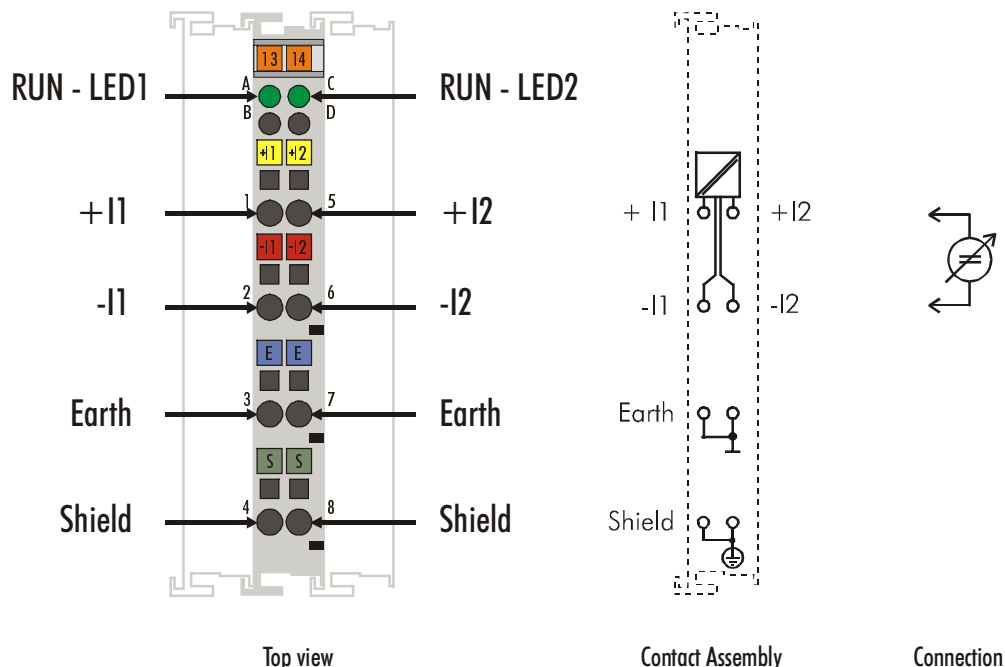 13 14
RUN - LED1 A C RUN - LED2
B D
+I1 +I2
+I1 1 5 +I2 + I1 +I2
-I1 -I2
-I1 2 6 -I2 -I1 -I2
E E
Earth 3 7 Earth Earth
S S
Shield 4 8 Shield Shield
Top view Contact Assembly Connection